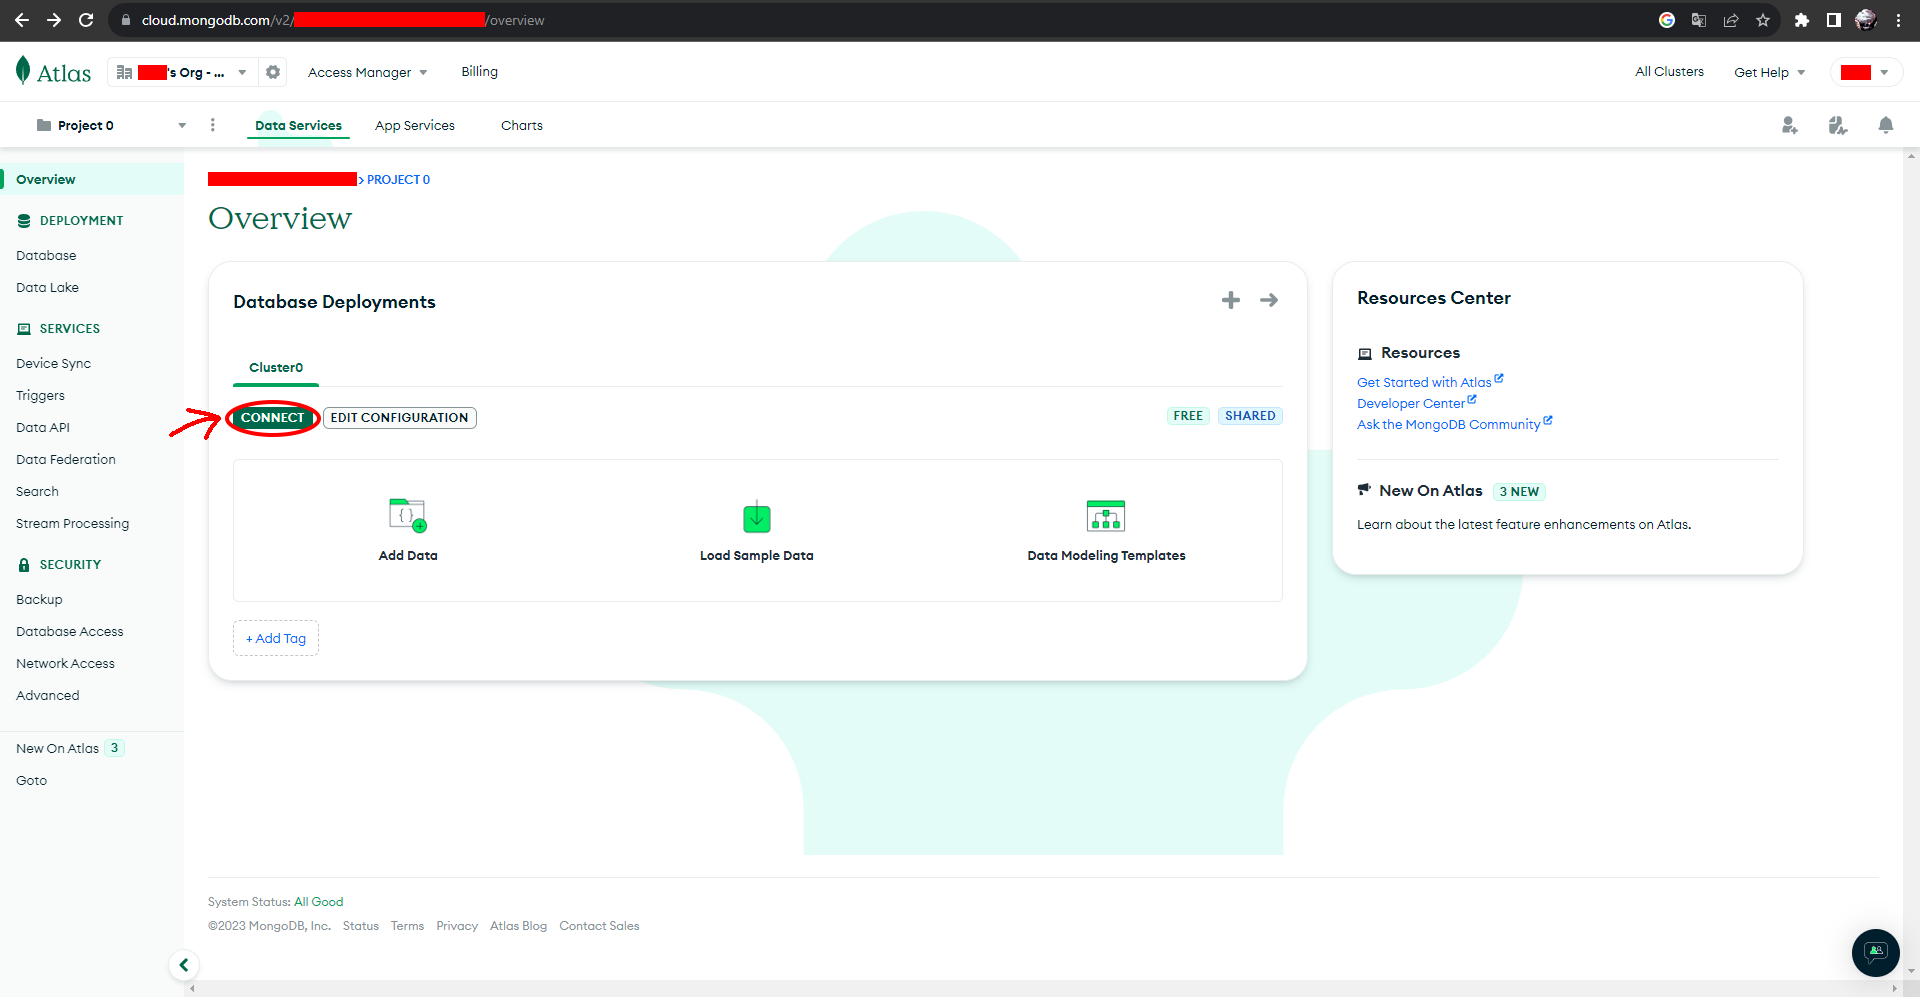 cloud.mongodb.com/v2/ /overview
Atlas 's Org - ... Access Manager Billing All Clusters Get Help
Project 0 Data Services App Services Charts
Overview
DEPLOYMENT
Database
Data Lake
SERVICES
Device Sync
Triggers
Data API
Data Federation
Search
Stream Processing
SECURITY
Backup
Database Access
Network Access
Advanced
New On Atlas 3
Goto
> PROJECT 0
Overview
Database Deployments
Cluster0
CONNECT EDIT CONFIGURATION FREE SHARED
{ }
Add Data Load Sample Data Data Modeling Templates
+ Add Tag
Resources Center
Resources
Get Started with Atlas
Developer Center
Ask the MongoDB Community
New On Atlas 3 NEW
Learn about the latest feature enhancements on Atlas.
System Status: All Good
©2023 MongoDB, Inc. Status Terms Privacy Atlas Blog Contact Sales